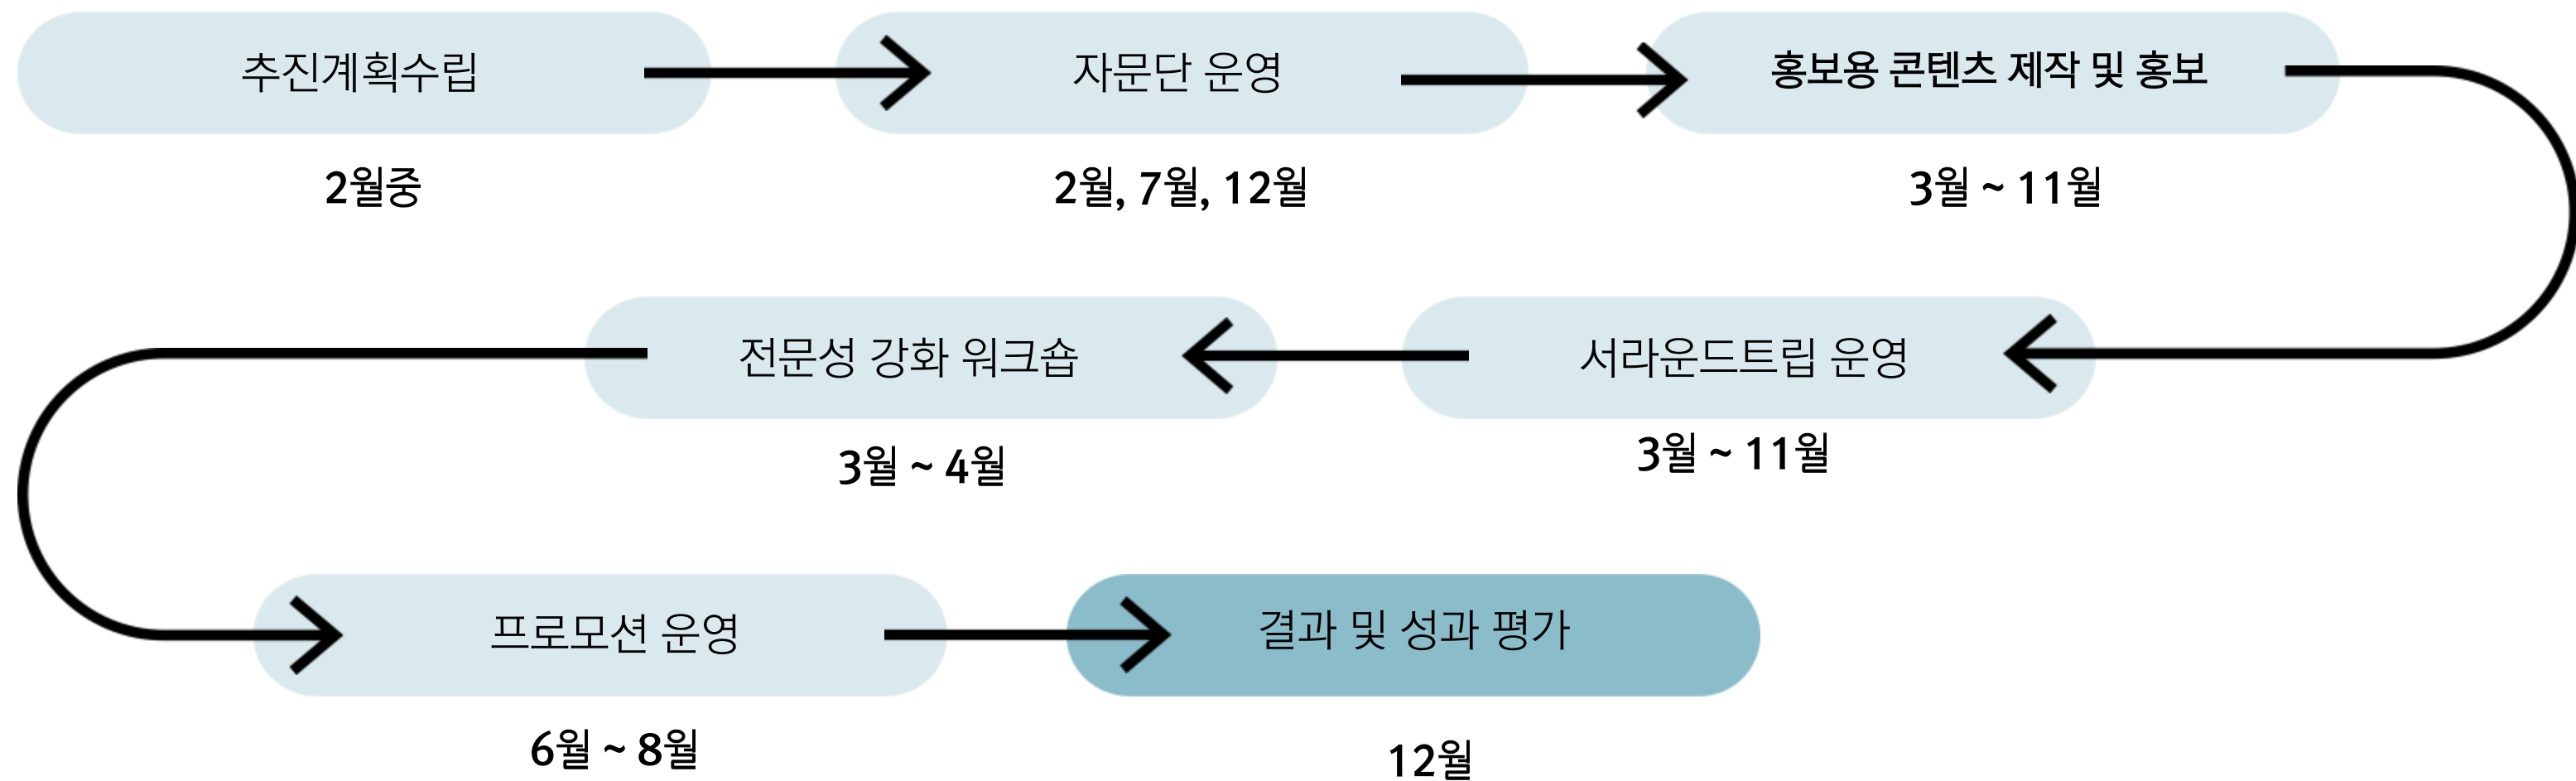 추진계획수립
2월중
자문단 운영
2월, 7월, 12월
홍보용 콘텐츠 제작 및 홍보
3월 ~ 11월
서라운드트립 운영
3월 ~ 11월
전문성 강화 워크숍
3월 ~ 4월
프로모션 운영
6월 ~ 8월
결과 및 성과 평가
12월